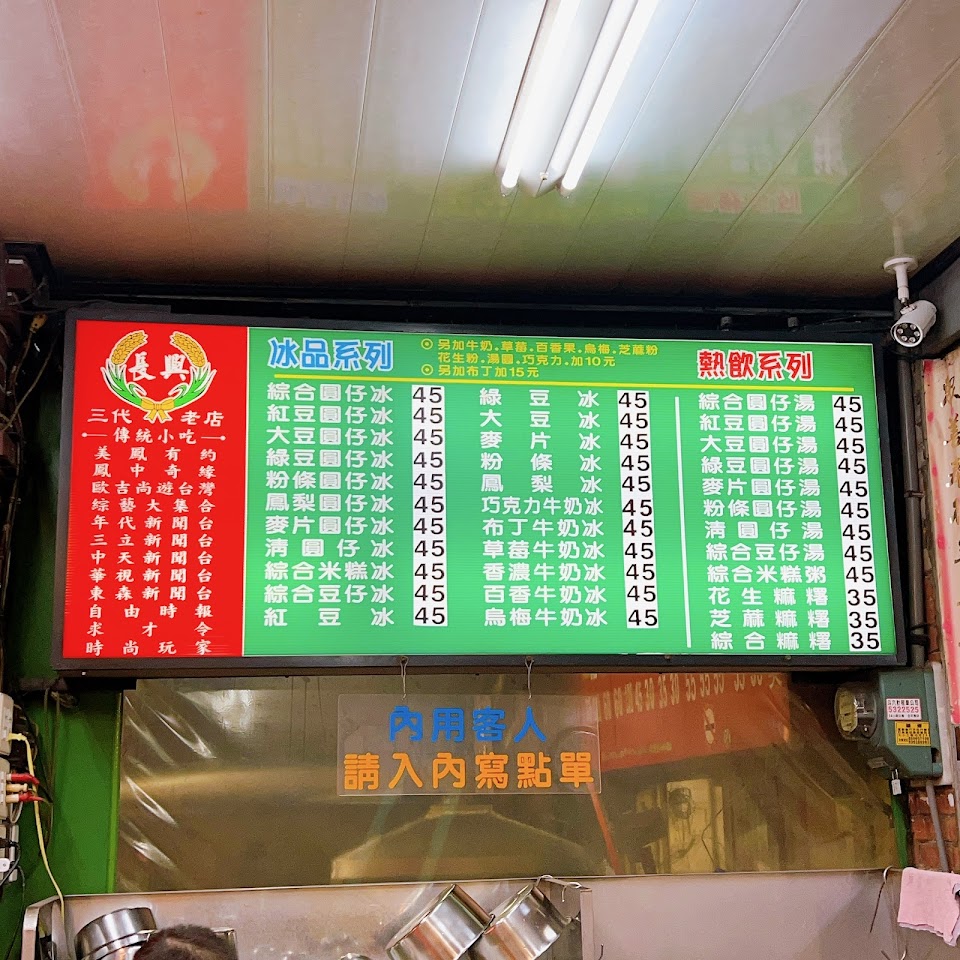 長興
三代 老店
傳統小吃
美鳳有約
鳳中奇緣
歐吉尚遊台灣
綜藝大集合
年代新聞台
三立新聞台
中天新聞台
華視新聞台
東森新聞台
自由時報
求才令
時尚玩家
冰品系列
另加牛奶.草莓.百香果.烏梅.芝蔴粉
花生粉.湯圓.巧克力.加10元
另加布丁加15元
綜合圓仔冰 45
紅豆圓仔冰 45
大豆圓仔冰 45
綠豆圓仔冰 45
粉條圓仔冰 45
鳳梨圓仔冰 45
麥片圓仔冰 45
清圓仔冰 45
綜合米糕冰 45
綜合豆仔冰 45
紅豆冰 45
綠豆冰 45
大豆冰 45
麥片冰 45
粉條冰 45
鳳梨冰 45
巧克力牛奶冰 45
布丁牛奶冰 45
草莓牛奶冰 45
香濃牛奶冰 45
百香牛奶冰 45
烏梅牛奶冰 45
熱飲系列
綜合圓仔湯 45
紅豆圓仔湯 45
大豆圓仔湯 45
綠豆圓仔湯 45
麥片圓仔湯 45
粉條圓仔湯 45
清圓仔湯 45
綜合豆仔湯 45
綜合米糕粥 45
花生糍糬 35
芝蔴糍糬 35
綜合糍糬 35
內用客人
請入內寫點單
5322525